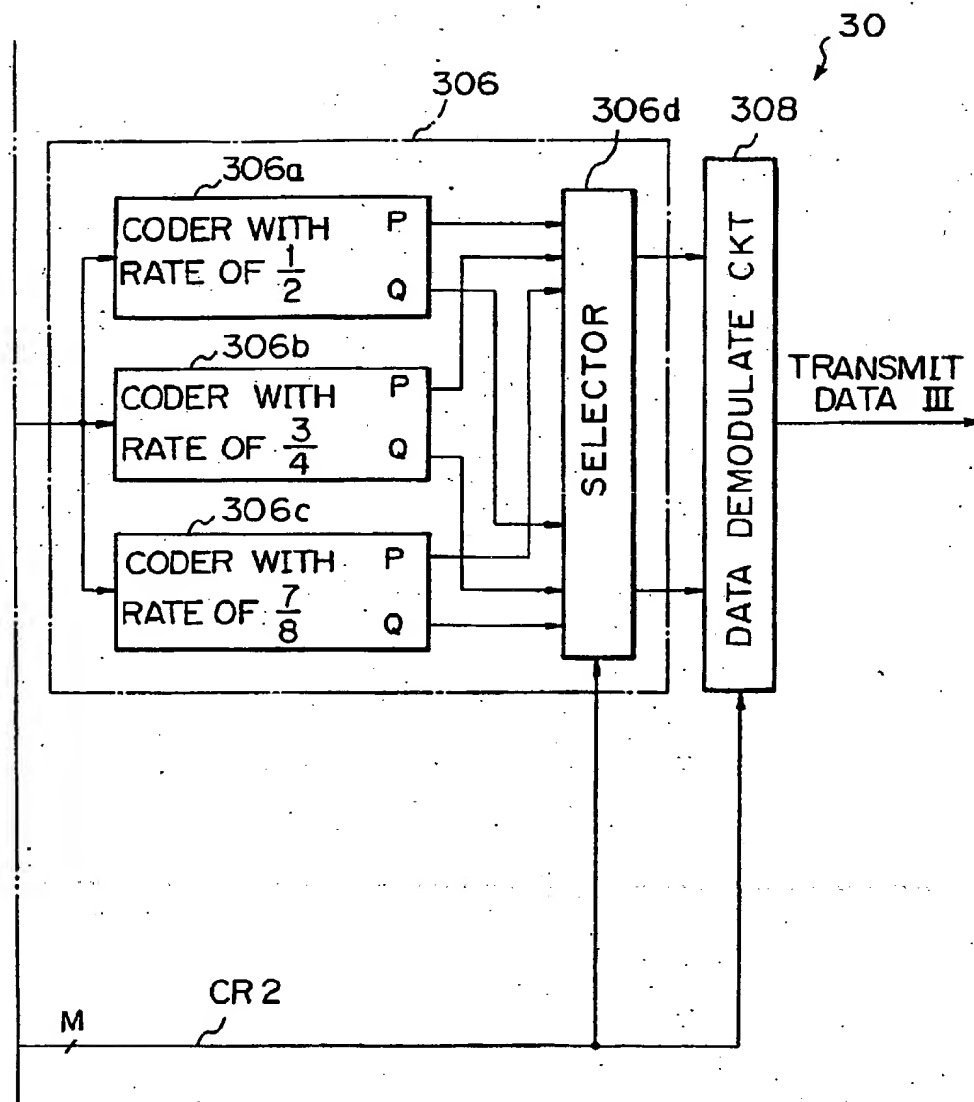 30
306
306d
308
306a
CODER WITH P
RATE OF 1/2 Q
306b
CODER WITH P
RATE OF 3/4 Q
306c
CODER WITH P
RATE OF 7/8 Q
SELECTOR
DATA DEMODULATE CKT
TRANSMIT
DATA III
CR2
M